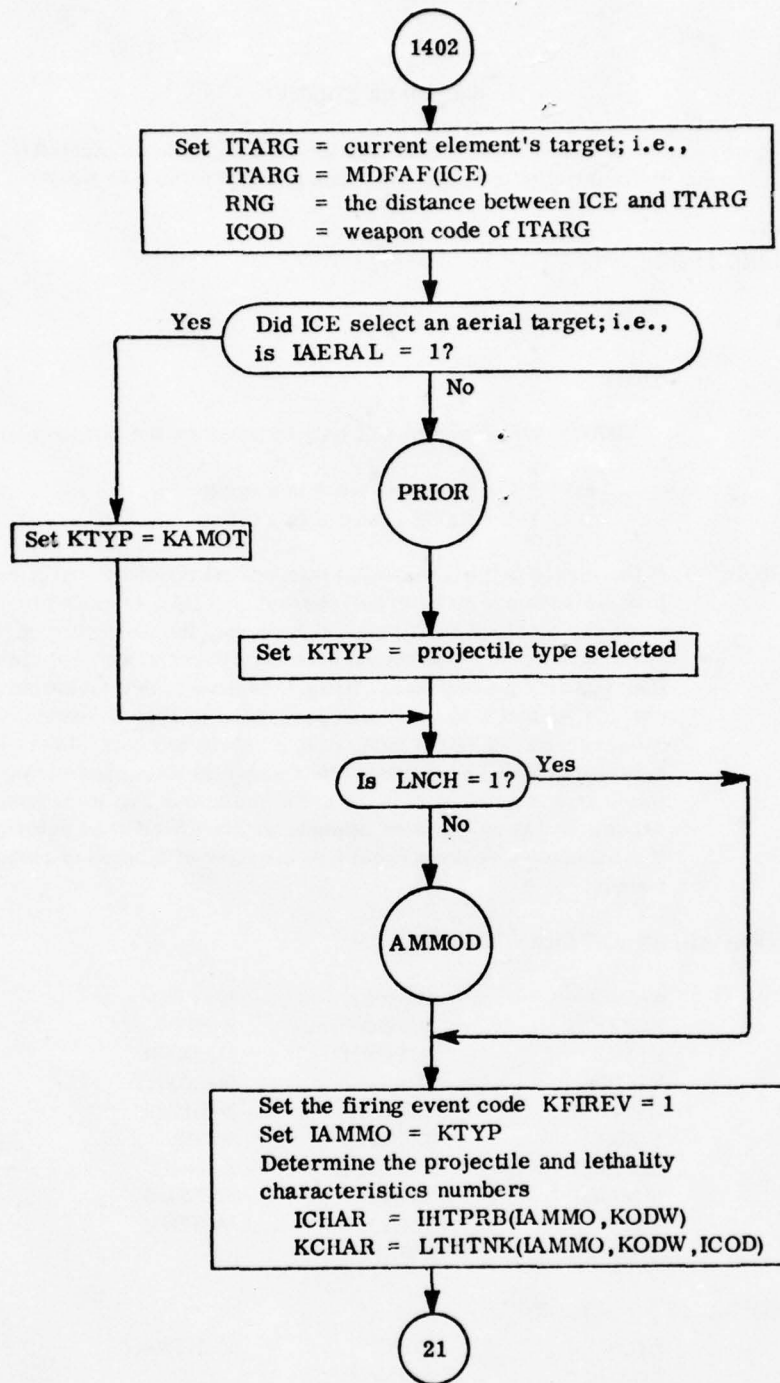 1402
Set ITARG = current element's target; i.e.,
ITARG = MDFAF(ICE)
RNG = the distance between ICE and ITARG
ICOD = weapon code of ITARG
Yes
Did ICE select an aerial target; i.e.,
is IAERAL = 1?
No
PRIOR
Set KTYP = KAMOT
Set KTYP = projectile type selected
Is LNCH = 1?
Yes
No
AMMOD
Set the firing event code KFIREV = 1
Set IAMMO = KTYP
Determine the projectile and lethality
characteristics numbers
ICHAR = IHTPRB(IAMMO,KODW)
KCHAR = LTHTNK(IAMMO,KODW,ICOD)
21